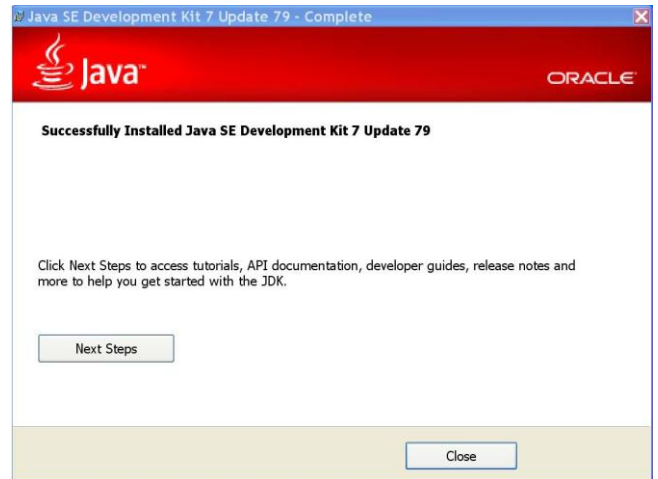 Java SE Development Kit 7 Update 79 - Complete
Java™
ORACLE
Successfully Installed Java SE Development Kit 7 Update 79
Click Next Steps to access tutorials, API documentation, developer guides, release notes and
more to help you get started with the JDK.
Next Steps
Close